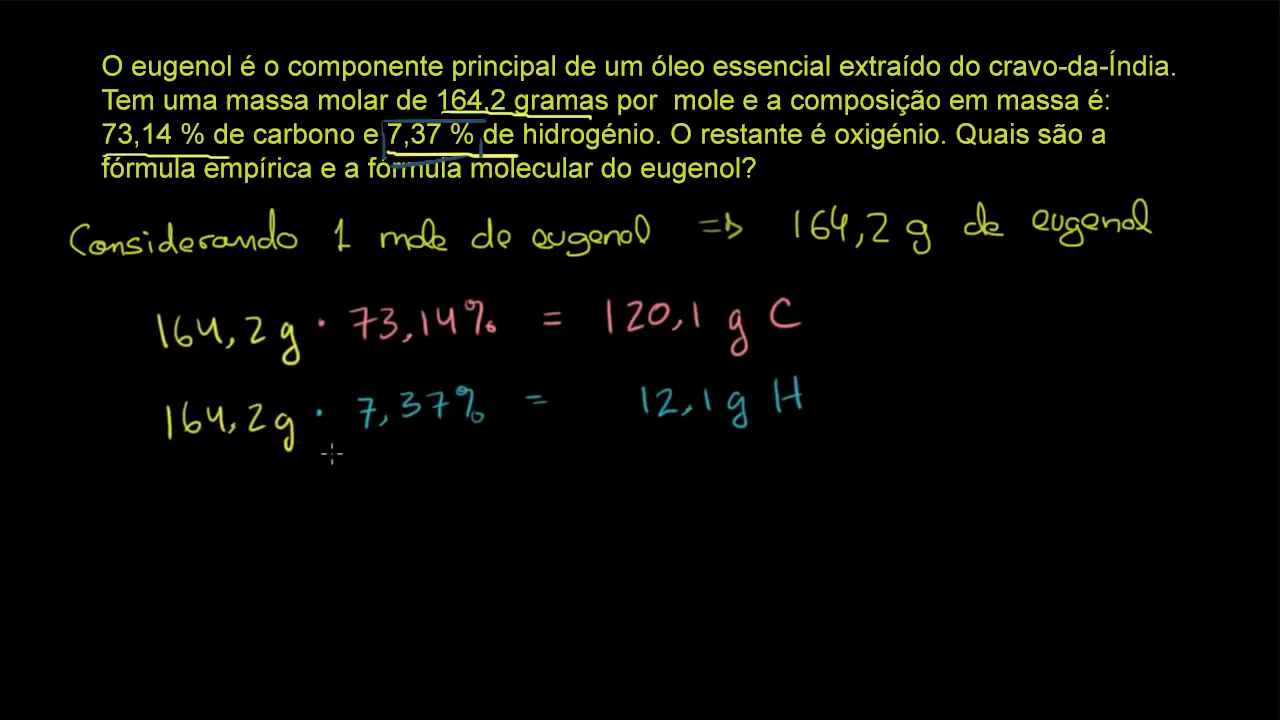 O eugenol é o componente principal de um óleo essencial extraído do cravo-da-Índia.
Tem uma massa molar de 164,2 gramas por mole e a composição em massa é:
73,14 % de carbono e 7,37 % de hidrogénio. O restante é oxigénio. Quais são a
fórmula empírica e a fórmula molecular do eugenol?
Considerando 1 mole de eugenol => 164,2 g de eugenol
164,2g · 73,14% = 120,1 g C
164,2g · 7,37% = 12,1g H